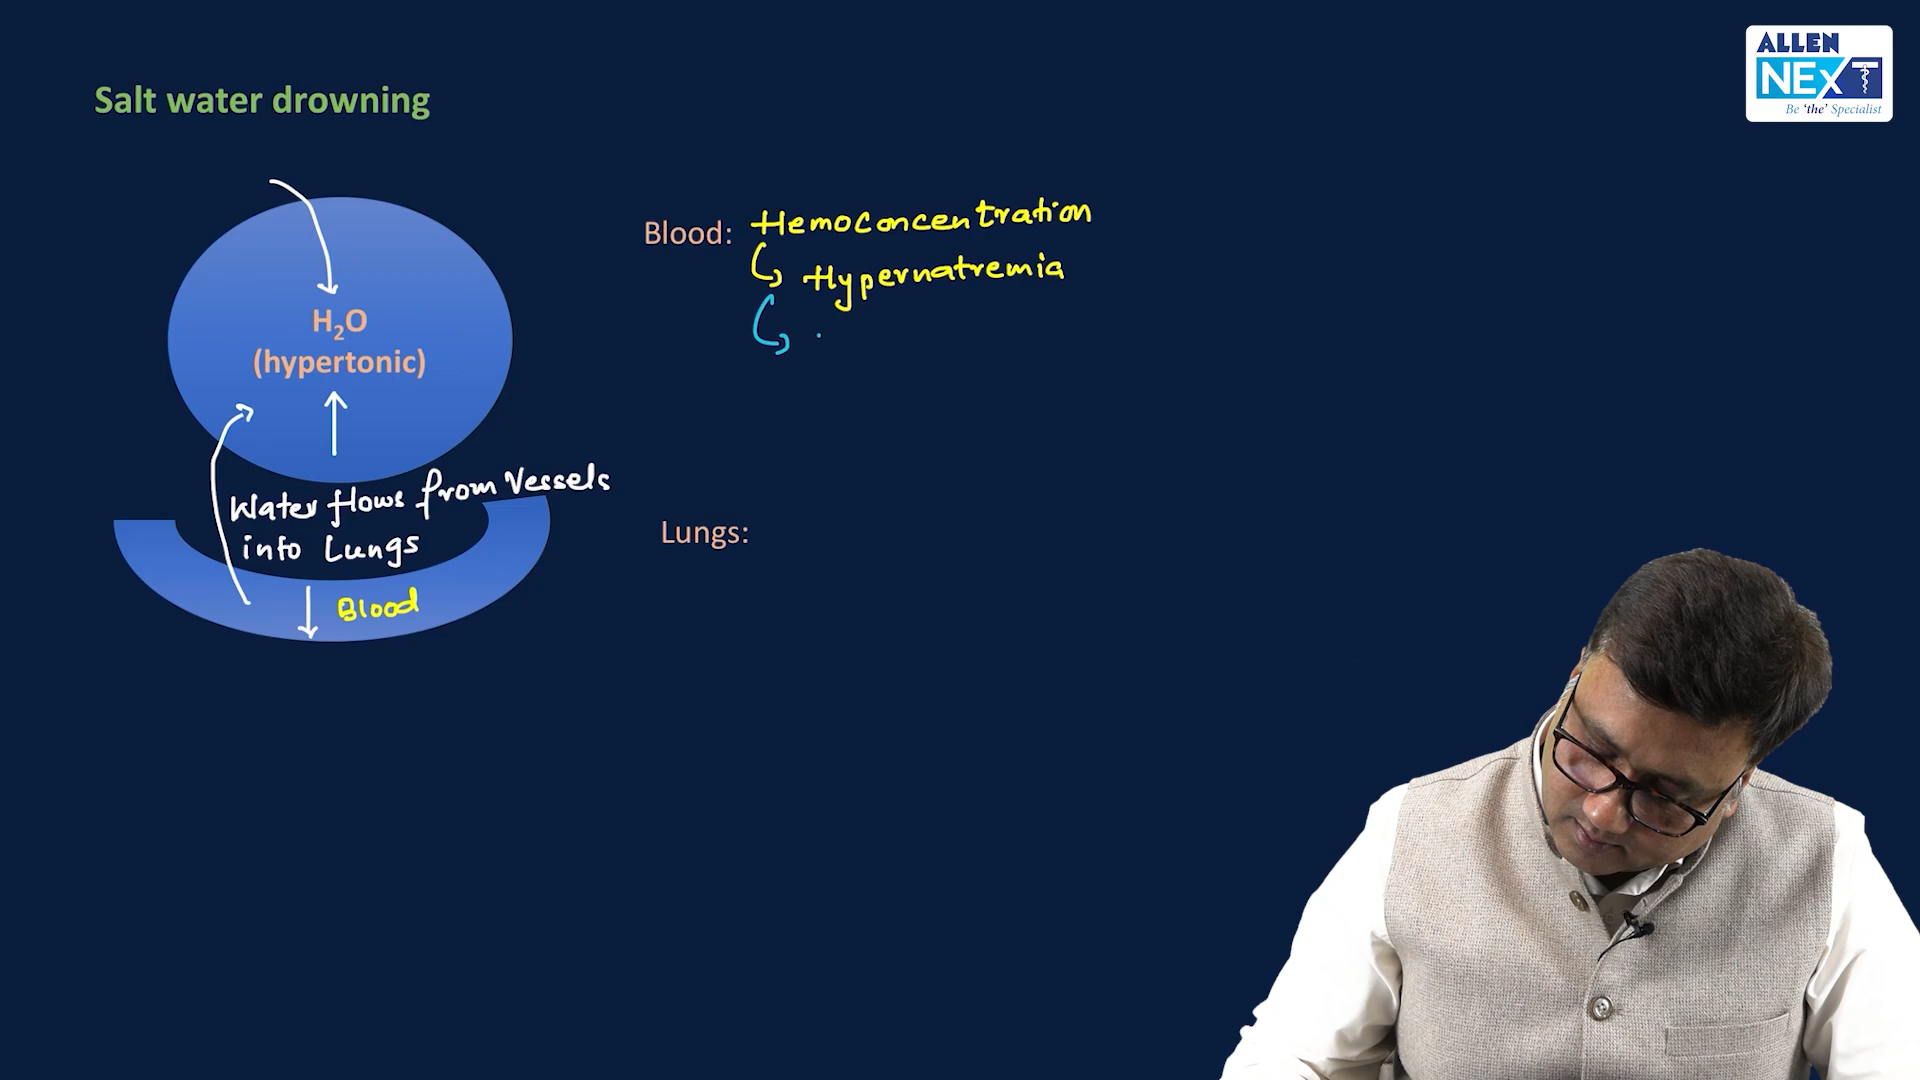 ALLEN
NEXT
Be 'the' Specialist
Salt water drowning
H₂O
(hypertonic)
Water flows from Vessels
into Lungs
Blood
Blood: Hemoconcentration
Hypernatremia
Lungs: